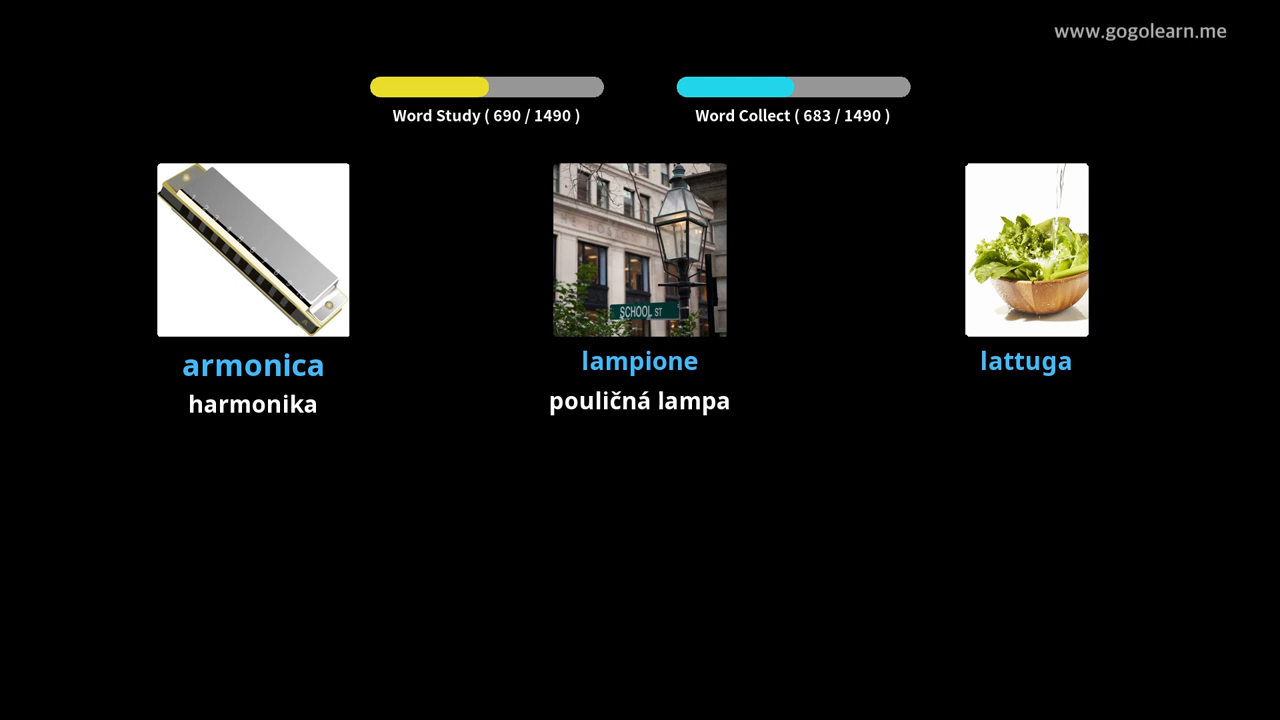 www.gogolearn.me
Word Study ( 690 / 1490 )
Word Collect ( 683 / 1490 )
SCHOOL ST
armonica
lampione
lattuga
harmonika
pouličná lampa